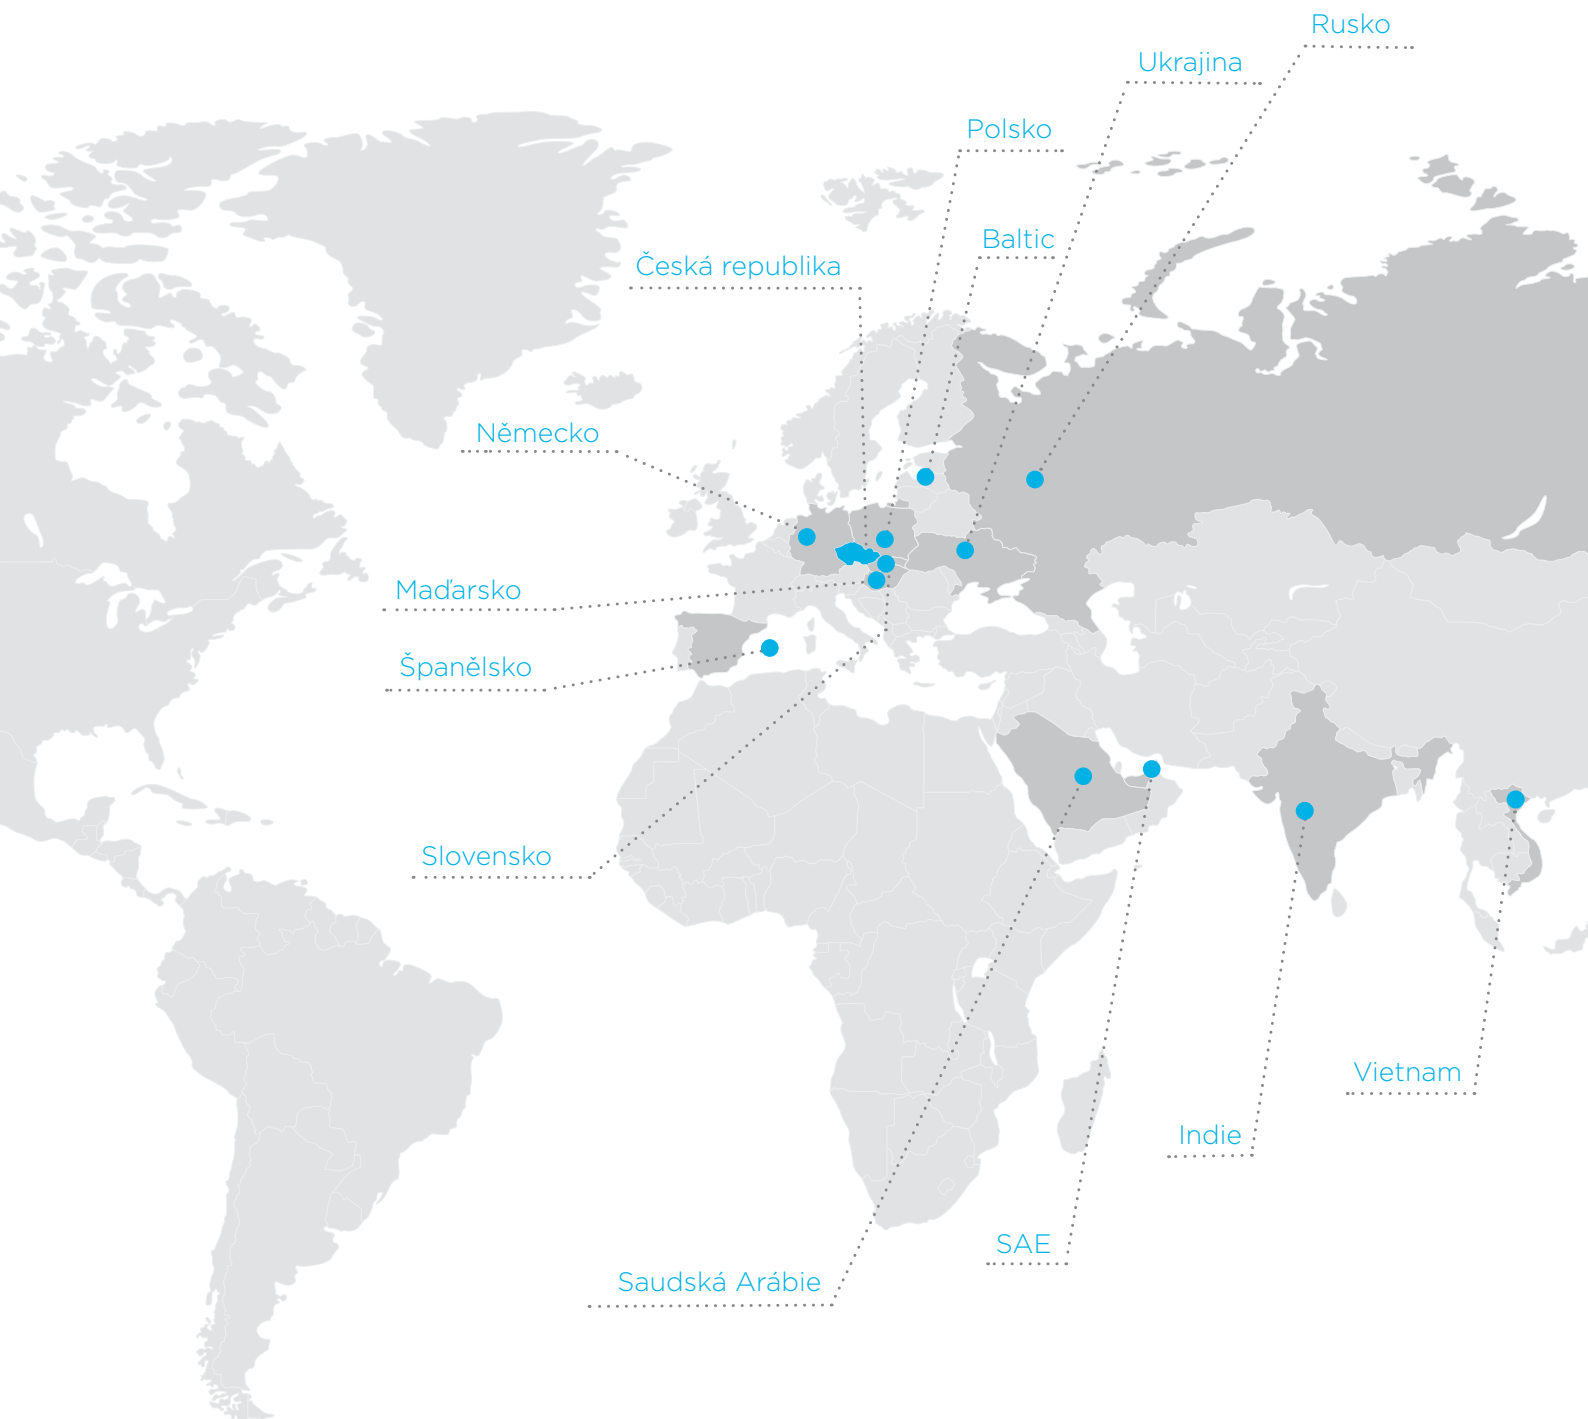 Rusko
Ukrajina
Polsko
Baltic
Česká republika
Německo
Maďarsko
Španělsko
Slovensko
Vietnam
Indie
SAE
Saudská Arábie